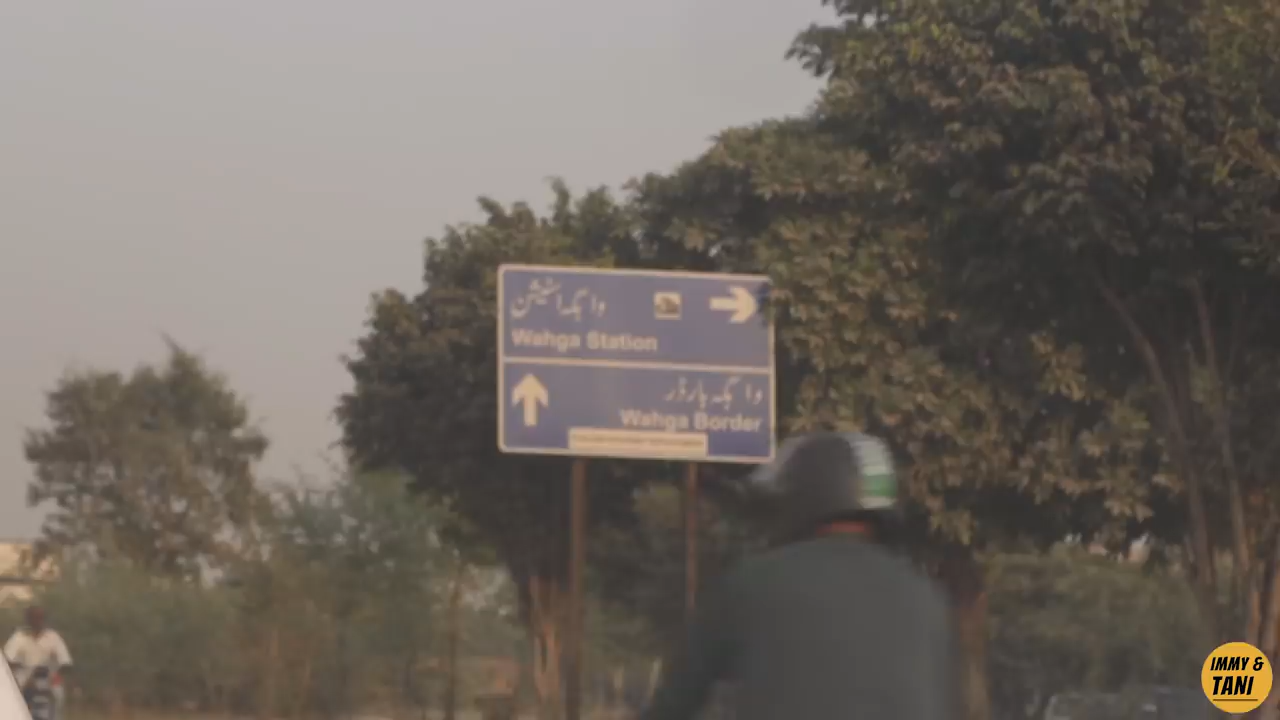 واہگہ اسٹیشن
Wahga Station
واہگہ بارڈر
Wahga Border
IMMY &
TANI